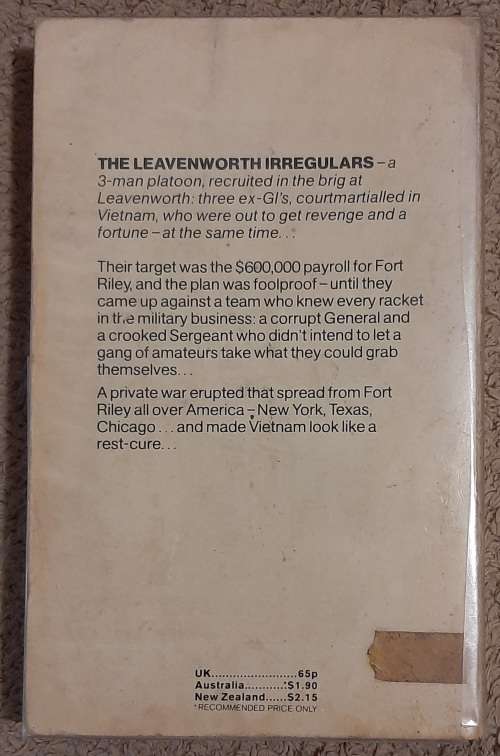 THE LEAVENWORTH IRREGULARS – a
3-man platoon, recruited in the brig at
Leavenworth: three ex-GI's, courtmartialled in
Vietnam, who were out to get revenge and a
fortune – at the same time...
Their target was the $600,000 payroll for Fort
Riley, and the plan was foolproof – until they
came up against a team who knew every racket
in the military business: a corrupt General and
a crooked Sergeant who didn't intend to let a
gang of amateurs take what they could grab
themselves...
A private war erupted that spread from Fort
Riley all over America – New York, Texas,
Chicago... and made Vietnam look like a
rest-cure...
UK........................65p
Australia............*$1.90
New Zealand......$2.15
*RECOMMENDED PRICE ONLY